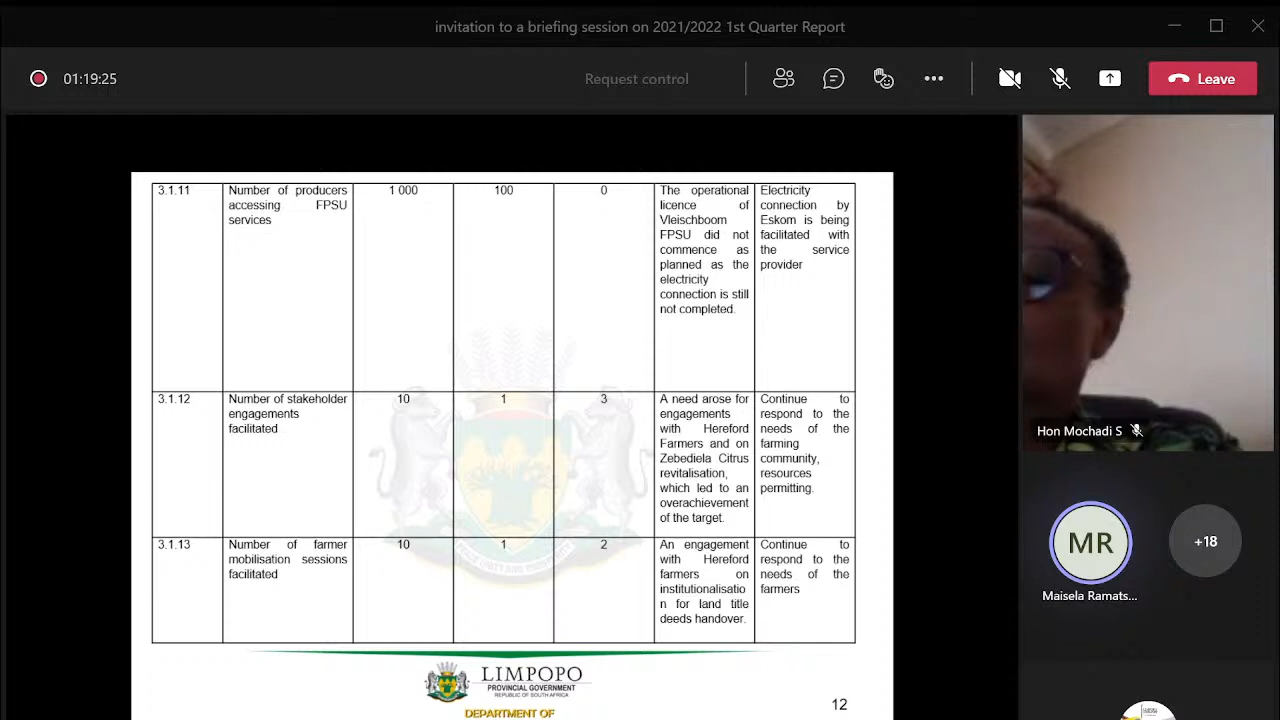 invitation to a briefing session on 2021/2022 1st Quarter Report
01:19:25
Request control
Leave
3.1.11
Number of producers
accessing FPSU
services
1 000
100
0
The operational
licence of
Vleischboom
FPSU did not
commence as
planned as the
electricity
connection is still
not completed.
Electricity
connection by
Eskom is being
facilitated with
the service
provider
3.1.12
Number of stakeholder
engagements
facilitated
10
1
3
A need arose for
engagements
with Hereford
Farmers and on
Zebediela Citrus
revitalisation,
which led to an
overachievement
of the target.
Continue to
respond to the
needs of the
farming
community,
resources
permitting.
3.1.13
Number of farmer
mobilisation sessions
facilitated
10
1
2
An engagement
with Hereford
farmers on
institutionalisatio
n for land title
deeds handover.
Continue to
respond to the
needs of the
farmers
LIMPOPO
PROVINCIAL GOVERNMENT
REPUBLIC OF SOUTH AFRICA
DEPARTMENT OF
12
Hon Mochadi S
MR
+18
Maisela Ramats...